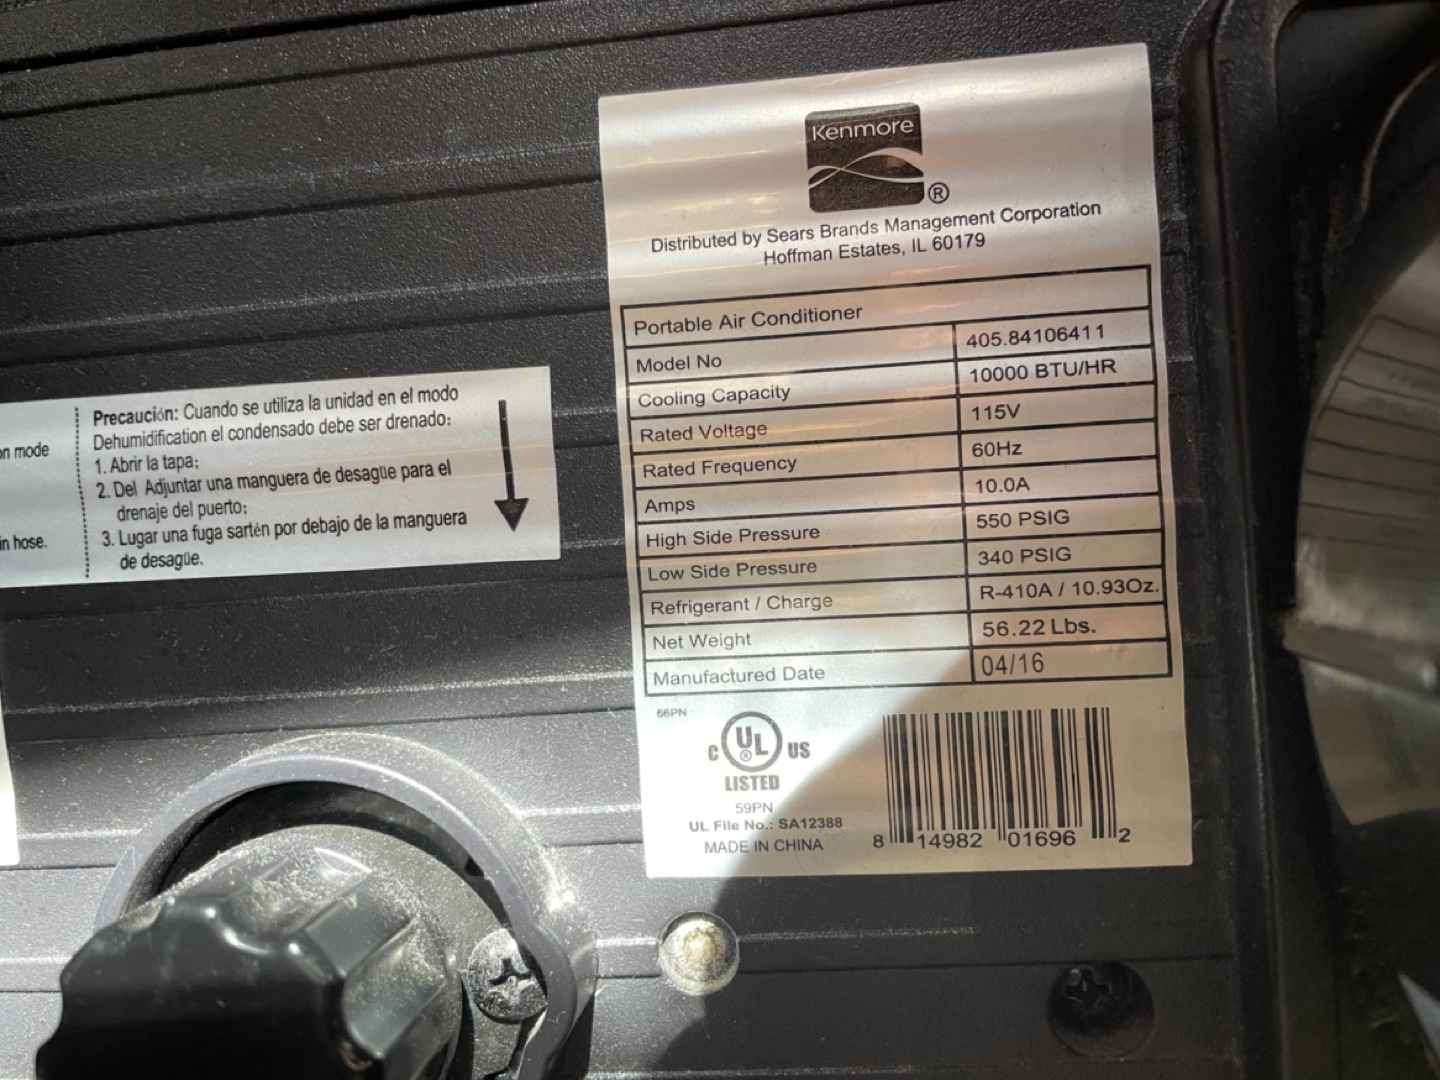 on mode
in hose.
Precaución: Cuando se utiliza la unidad en el modo
Dehumidification el condensado debe ser drenado:
1. Abrir la tapa;
2. Del Adjuntar una manguera de desagüe para el
drenaje del puerto;
3. Lugar una fuga sartén por debajo de la manguera
de desagüe.
Kenmore
®
Distributed by Sears Brands Management Corporation
Hoffman Estates, IL 60179
Portable Air Conditioner
Model No 405.84106411
Cooling Capacity 10000 BTU/HR
Rated Voltage 115V
Rated Frequency 60Hz
Amps 10.0A
High Side Pressure 550 PSIG
Low Side Pressure 340 PSIG
Refrigerant / Charge R-410A / 10.93Oz.
Net Weight 56.22 Lbs.
Manufactured Date 04/16
66PN
C UL ® US
LISTED
59PN
UL File No.: SA12388
MADE IN CHINA
8 14982 01696 2